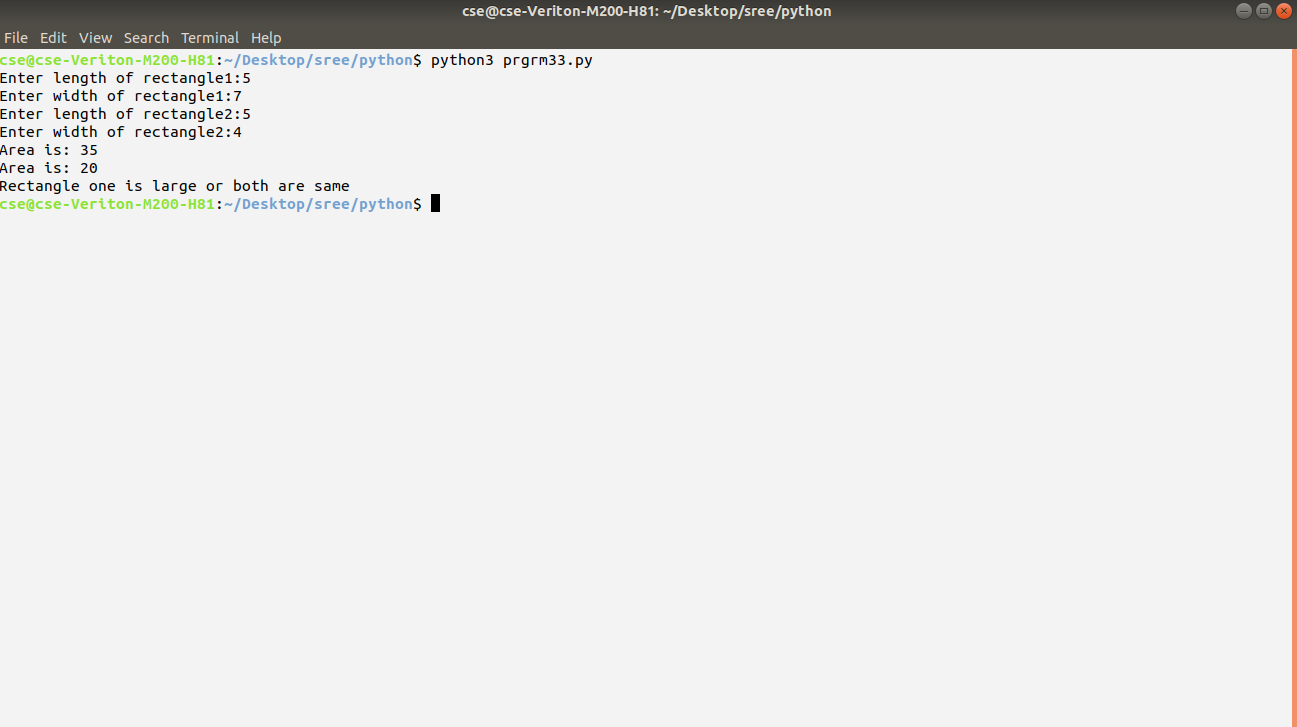 cse@cse-Veriton-M200-H81: ~/Desktop/sree/python
File Edit View Search Terminal Help
cse@cse-Veriton-M200-H81:~/Desktop/sree/python$ python3 prgrm33.py
Enter length of rectangle1:5
Enter width of rectangle1:7
Enter length of rectangle2:5
Enter width of rectangle2:4
Area is: 35
Area is: 20
Rectangle one is large or both are same
cse@cse-Veriton-M200-H81:~/Desktop/sree/python$